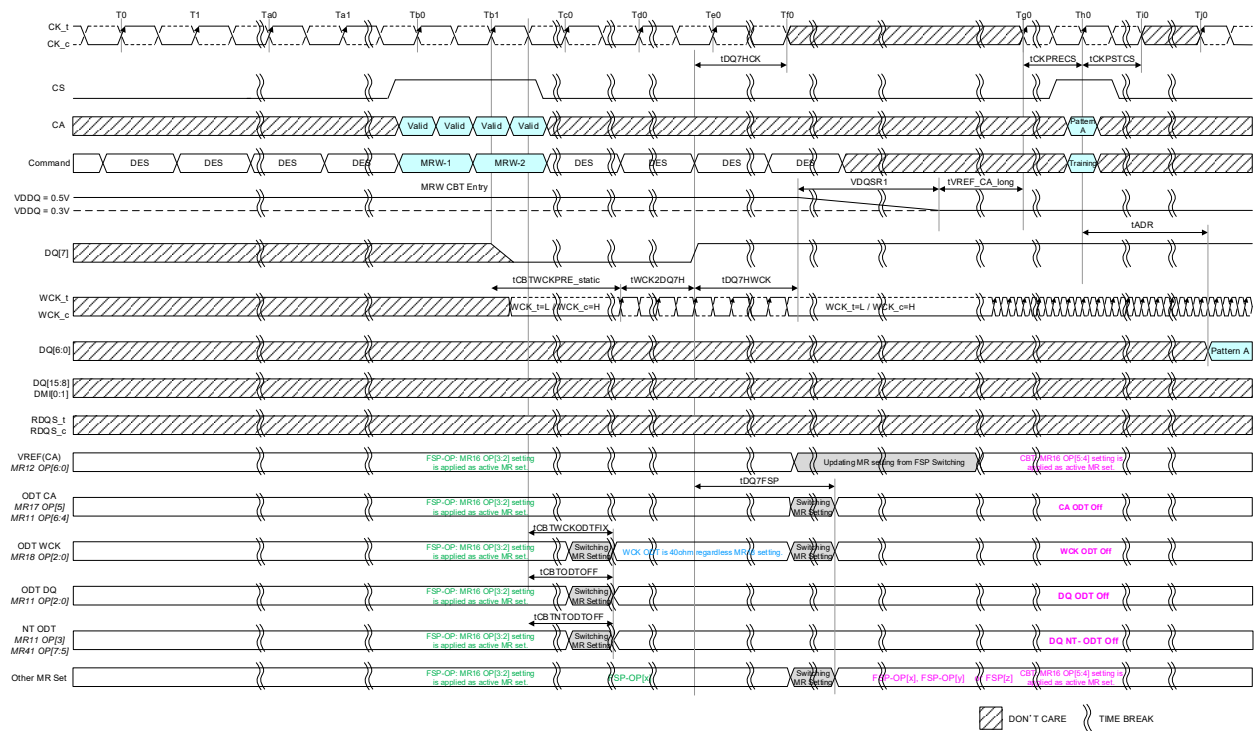 T0 T1 Ta0 Ta1 Tb0 Tb1 Tc0 Td0 Te0 Tf0 Tg0 Th0 Ti0 Tj0
CK_t
CK_c
tDQ7HCK tCKPRECS tCKPSTCS
CS
CA Valid Valid Valid Valid Pattern A
Command DES DES DES DES MRW-1 MRW-2 DES DES DES DES Training
MRW CBT Entry VDQSR1 tVREF_CA_long
VDDQ = 0.5V
VDDQ = 0.3V
tADR
DQ[7]
tCBTWCKPRE_static tWCK2DQ7H tDQ7HWCK
WCK_t
WCK_c
WCK_t=L / WCK_c=H WCK_t=L / WCK_c=H
DQ[6:0] Pattern A
DQ[15:8]
DMI[0:1]
RDQS_t
RDQS_c
VREF(CA)
MR12 OP[6:0]
FSP-OP: MR16 OP[3:2] setting
is applied as active MR set.
Updating MR setting from FSP Switching
CBT: MR16 OP[5:4] setting is
applied as active MR set.
tDQ7FSP
ODT CA
MR17 OP[5]
MR11 OP[6:4]
FSP-OP: MR16 OP[3:2] setting
is applied as active MR set.
Switching
MR Setting
CA ODT Off
tCBTWCKODTFIX
ODT WCK
MR18 OP[2:0]
FSP-OP: MR16 OP[3:2] setting
is applied as active MR set.
Switching
MR Setting
WCK ODT is 40ohm regardless MR18 setting.
Switching
MR Setting
WCK ODT Off
tCBTODTOFF
ODT DQ
MR11 OP[2:0]
FSP-OP: MR16 OP[3:2] setting
is applied as active MR set.
Switching
MR Setting
DQ ODT Off
tCBTNTODTOFF
NT ODT
MR11 OP[3]
MR41 OP[7:5]
FSP-OP: MR16 OP[3:2] setting
is applied as active MR set.
Switching
MR Setting
DQ NT- ODT Off
Other MR Set
FSP-OP: MR16 OP[3:2] setting
is applied as active MR set.
FSP-OP[x]
Switching
MR Setting
FSP-OP[x], FSP-OP[y] or FSP[z]
CBT: MR16 OP[5:4] setting is
applied as active MR set.
DON'T CARE TIME BREAK